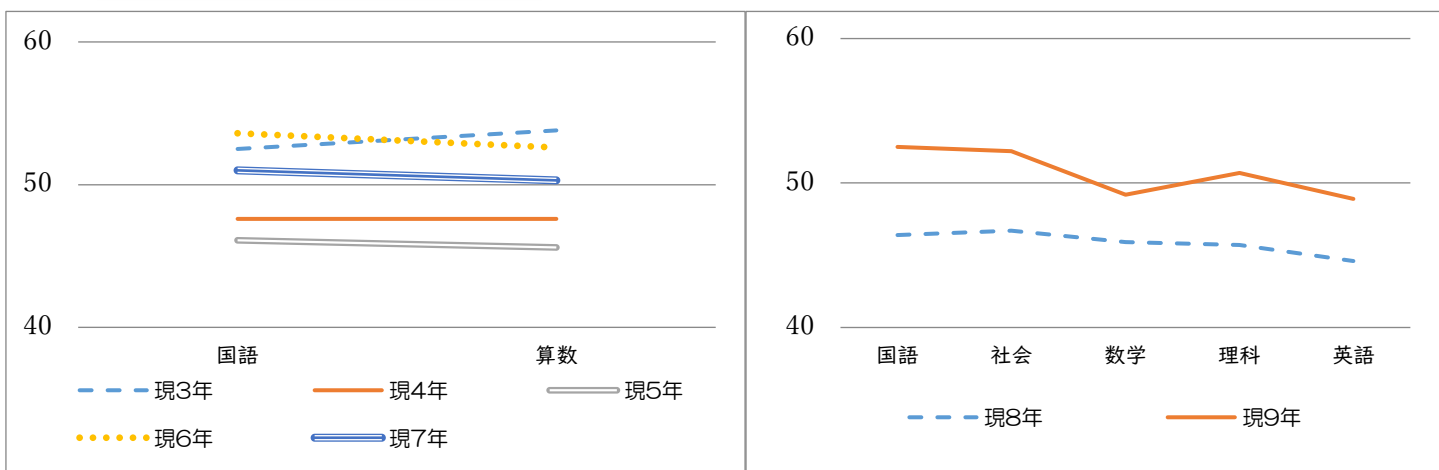 60
50
40
国語 算数
現3年 現4年 現5年
現6年 現7年
60
50
40
国語 社会 数学 理科 英語
現8年 現9年